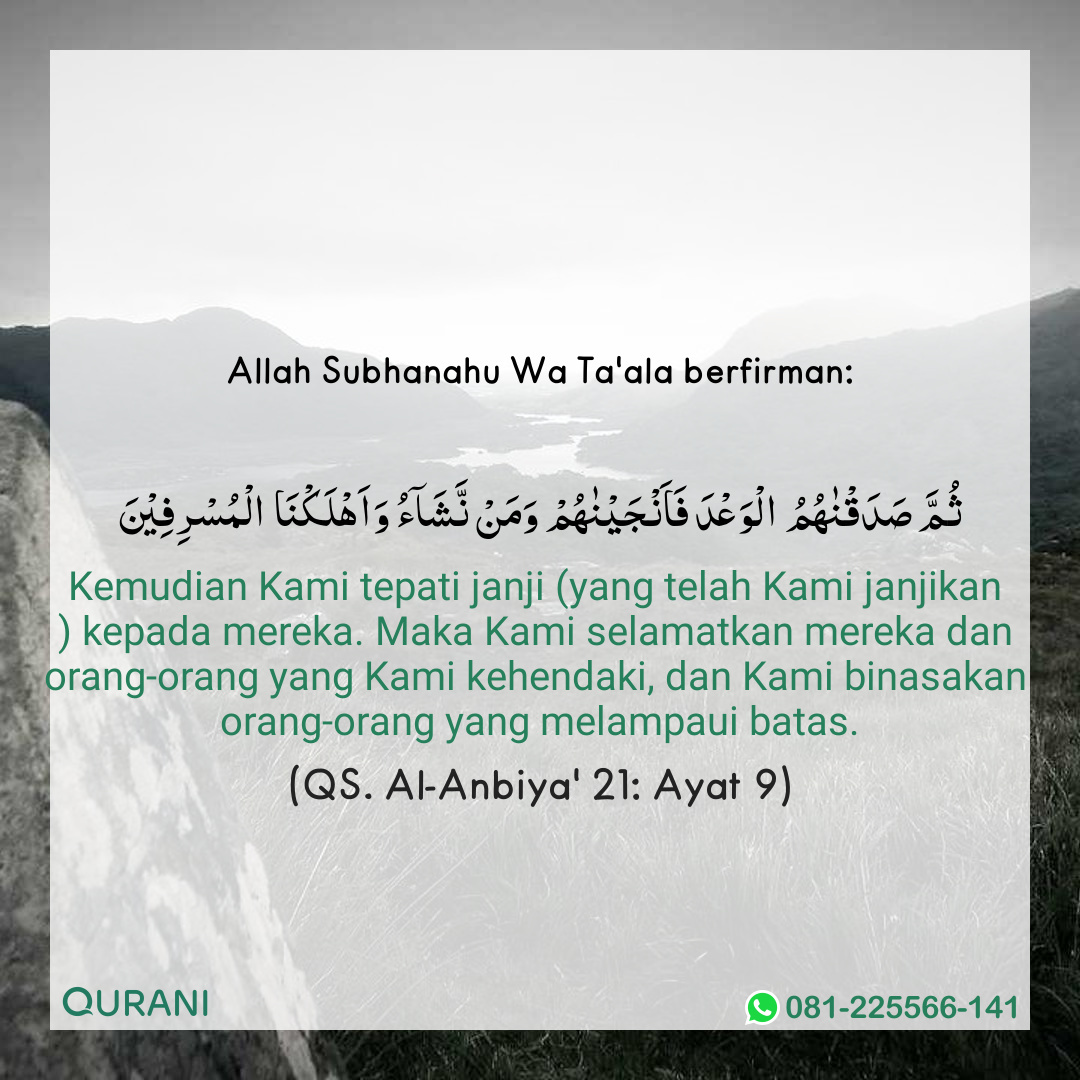 Allah Subhanahu Wa Ta'ala berfirman:
ثُمَّ صَدَقْنٰهُمُ الْوَعْدَ فَاَنْجَيْنٰهُمْ وَمَنْ نَّشَآءُ وَاَهْلَكْنَا الْمُسْرِفِيْنَ
Kemudian Kami tepati janji (yang telah Kami janjikan
) kepada mereka. Maka Kami selamatkan mereka dan
orang-orang yang Kami kehendaki, dan Kami binasakan
orang-orang yang melampaui batas.
(QS. Al-Anbiya' 21: Ayat 9)
QURANI
081-225566-141